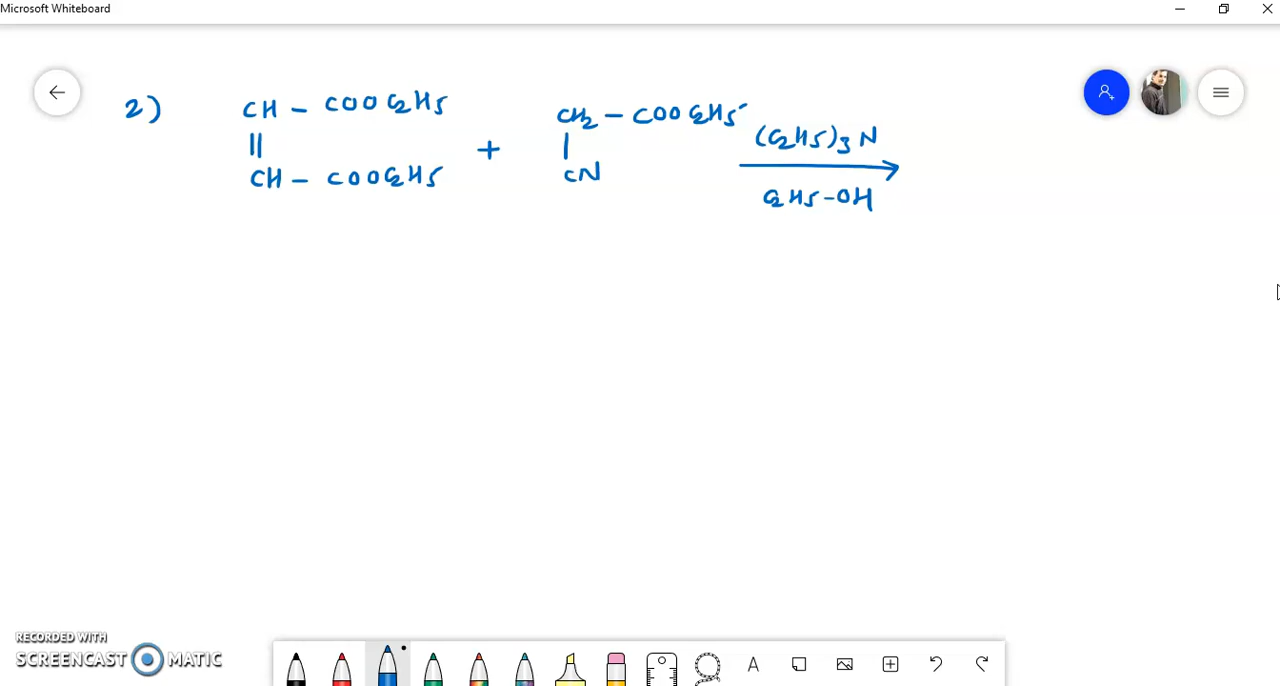 Microsoft Whiteboard
2) CH - COOC2H5 + CH2 - COOC2H5 (C2H5)3N
||
|
CH - COOC2H5 CN C2H5-OH
RECORDED WITH
SCREENCAST MATIC
A